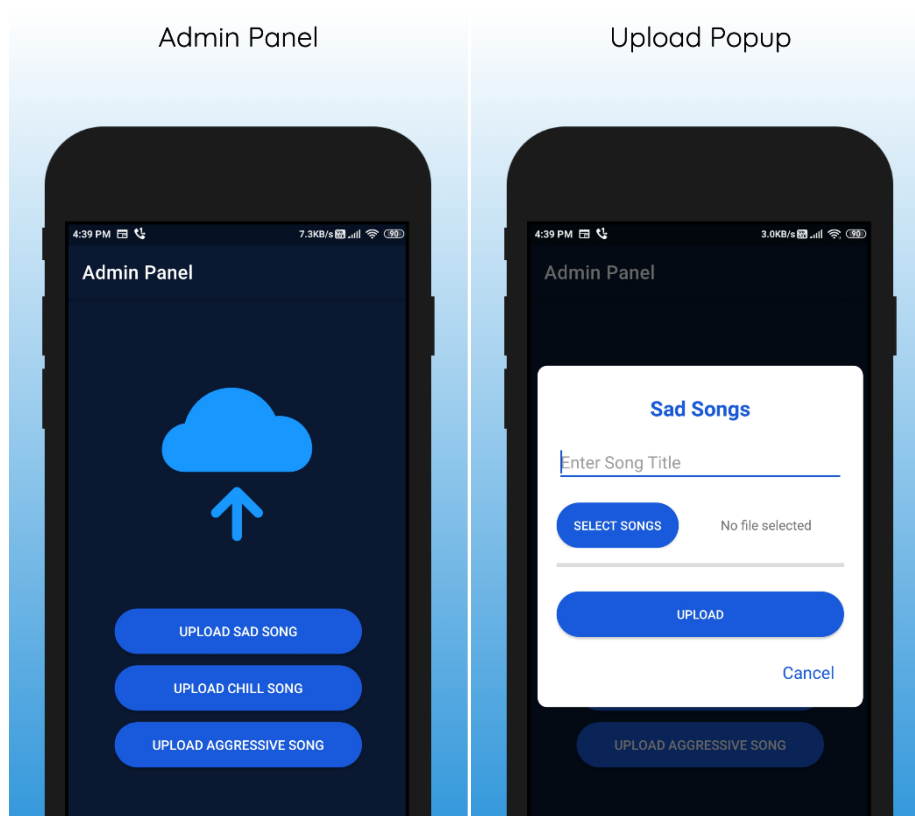 Admin Panel
4:39 PM
7.3KB/s
90
Admin Panel
UPLOAD SAD SONG
UPLOAD CHILL SONG
UPLOAD AGGRESSIVE SONG
Upload Popup
4:39 PM
3.0KB/s
90
Admin Panel
Sad Songs
Enter Song Title
SELECT SONGS
No file selected
UPLOAD
Cancel
UPLOAD AGGRESSIVE SONG